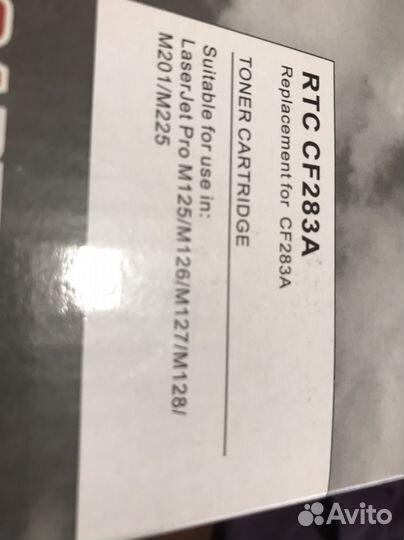 RTC CF283A
Replacement for CF283A
TONER CARTRIDGE
Suitable for use in:
LaserJet Pro M125/M126/M127/M128/
M201/M225
Avito